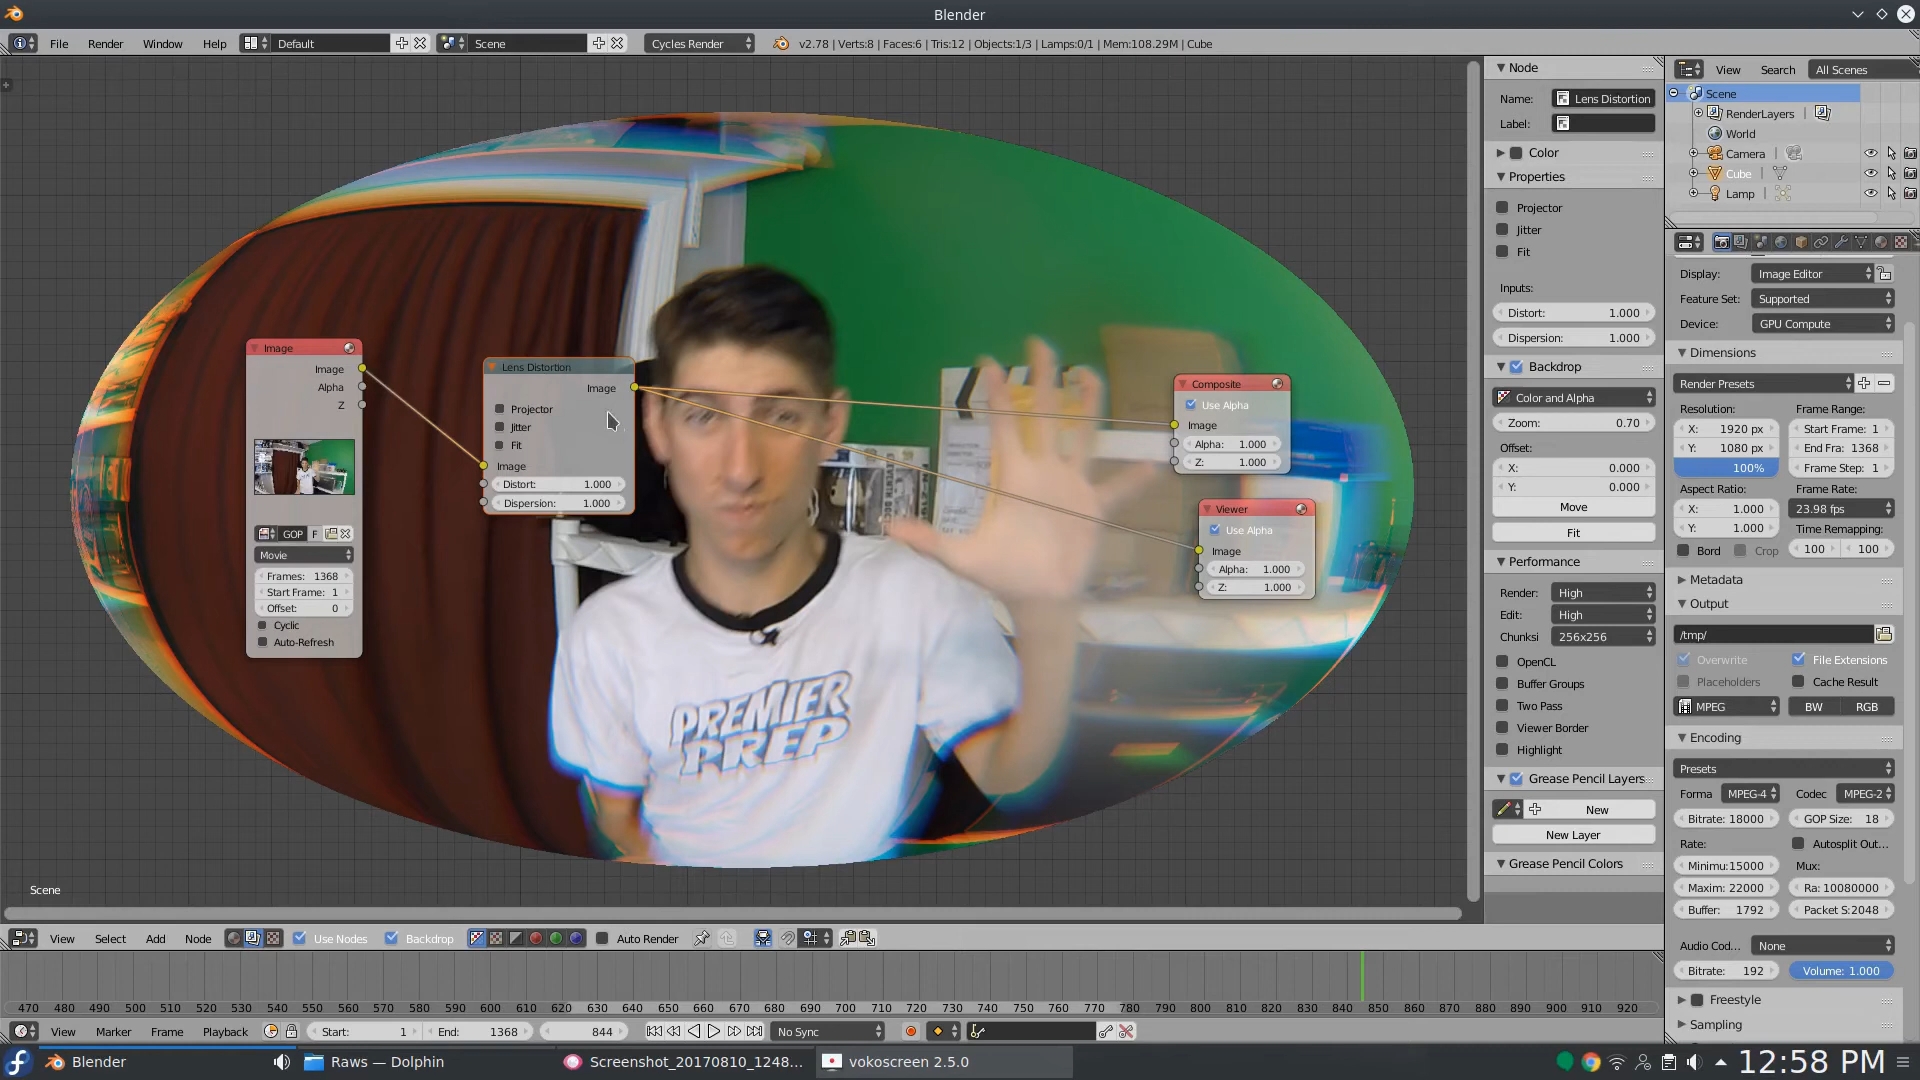 Blender
File Render Window Help Default Scene Cycles Render v2.78 | Verts:8 | Faces:6 | Tris:12 | Objects:1/3 | Lamps:0/1 | Mem:108.29M | Cube
Node
Name: Lens Distortion
Label:
Color
Properties
Projector
Jitter
Fit
Inputs:
Distort: 1.000
Dispersion: 1.000
Backdrop
Color and Alpha
Zoom: 0.70
Offset:
X: 0.000
Y: 0.000
Move
Fit
Performance
Render: High
Edit: High
Chunksi 256x256
OpenCL
Buffer Groups
Two Pass
Viewer Border
Highlight
Grease Pencil Layers
New
New Layer
Grease Pencil Colors
View Search All Scenes
Scene
RenderLayers
World
Camera
Cube
Lamp
Display: Image Editor
Feature Set: Supported
Device: GPU Compute
Dimensions
Render Presets
Resolution: Frame Range:
X: 1920 px Start Frame: 1
Y: 1080 px End Fra: 1368
100% Frame Step: 1
Aspect Ratio: Frame Rate:
X: 1.000 23.98 fps
Y: 1.000 Time Remapping:
Bord Crop 100 100
Metadata
Output
/tmp/
Overwrite File Extensions
Placeholders Cache Result
MPEG BW RGB
Encoding
Presets
Forma MPEG-4 Codec MPEG-2
Bitrate: 18000 GOP Size: 18
Rate: Autosplit Out...
Minimu:15000 Mux:
Maxim: 22000 Ra: 10080000
Buffer: 1792 Packet S:2048
Audio Cod... None
Bitrate: 192 Volume: 1.000
Freestyle
Sampling
Image
Image
Alpha
Z
GOP F
Movie
Frames: 1368
Start Frame: 1
Offset: 0
Cyclic
Auto-Refresh
Lens Distortion
Image
Projector
Jitter
Fit
Image
Distort: 1.000
Dispersion: 1.000
Composite
Use Alpha
Image
Alpha: 1.000
Z: 1.000
Viewer
Use Alpha
Image
Alpha: 1.000
Z: 1.000
PREMIER
PREP
Scene
View Select Add Node Use Nodes Backdrop Auto Render
470 480 490 500 510 520 530 540 550 560 570 580 590 600 610 620 630 640 650 660 670 680 690 700 710 720 730 740 750 760 770 780 790 800 810 820 830 840 850 860 870 880 890 900 910 920
View Marker Frame Playback Start: 1 End: 1368 844 No Sync
Blender Raws — Dolphin Screenshot_20170810_1248... vokoscreen 2.5.0 12:58 PM